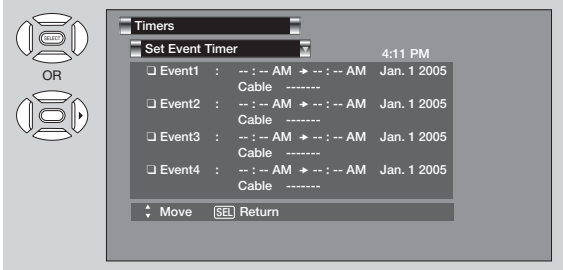 SELECT
OR
Timers
Set Event Timer
4:11 PM
❏ Event1 : -- : -- AM ➔ -- : -- AM Jan. 1 2005
Cable -------
❏ Event2 : -- : -- AM ➔ -- : -- AM Jan. 1 2005
Cable -------
❏ Event3 : -- : -- AM ➔ -- : -- AM Jan. 1 2005
Cable -------
❏ Event4 : -- : -- AM ➔ -- : -- AM Jan. 1 2005
Cable -------
Move SEL Return